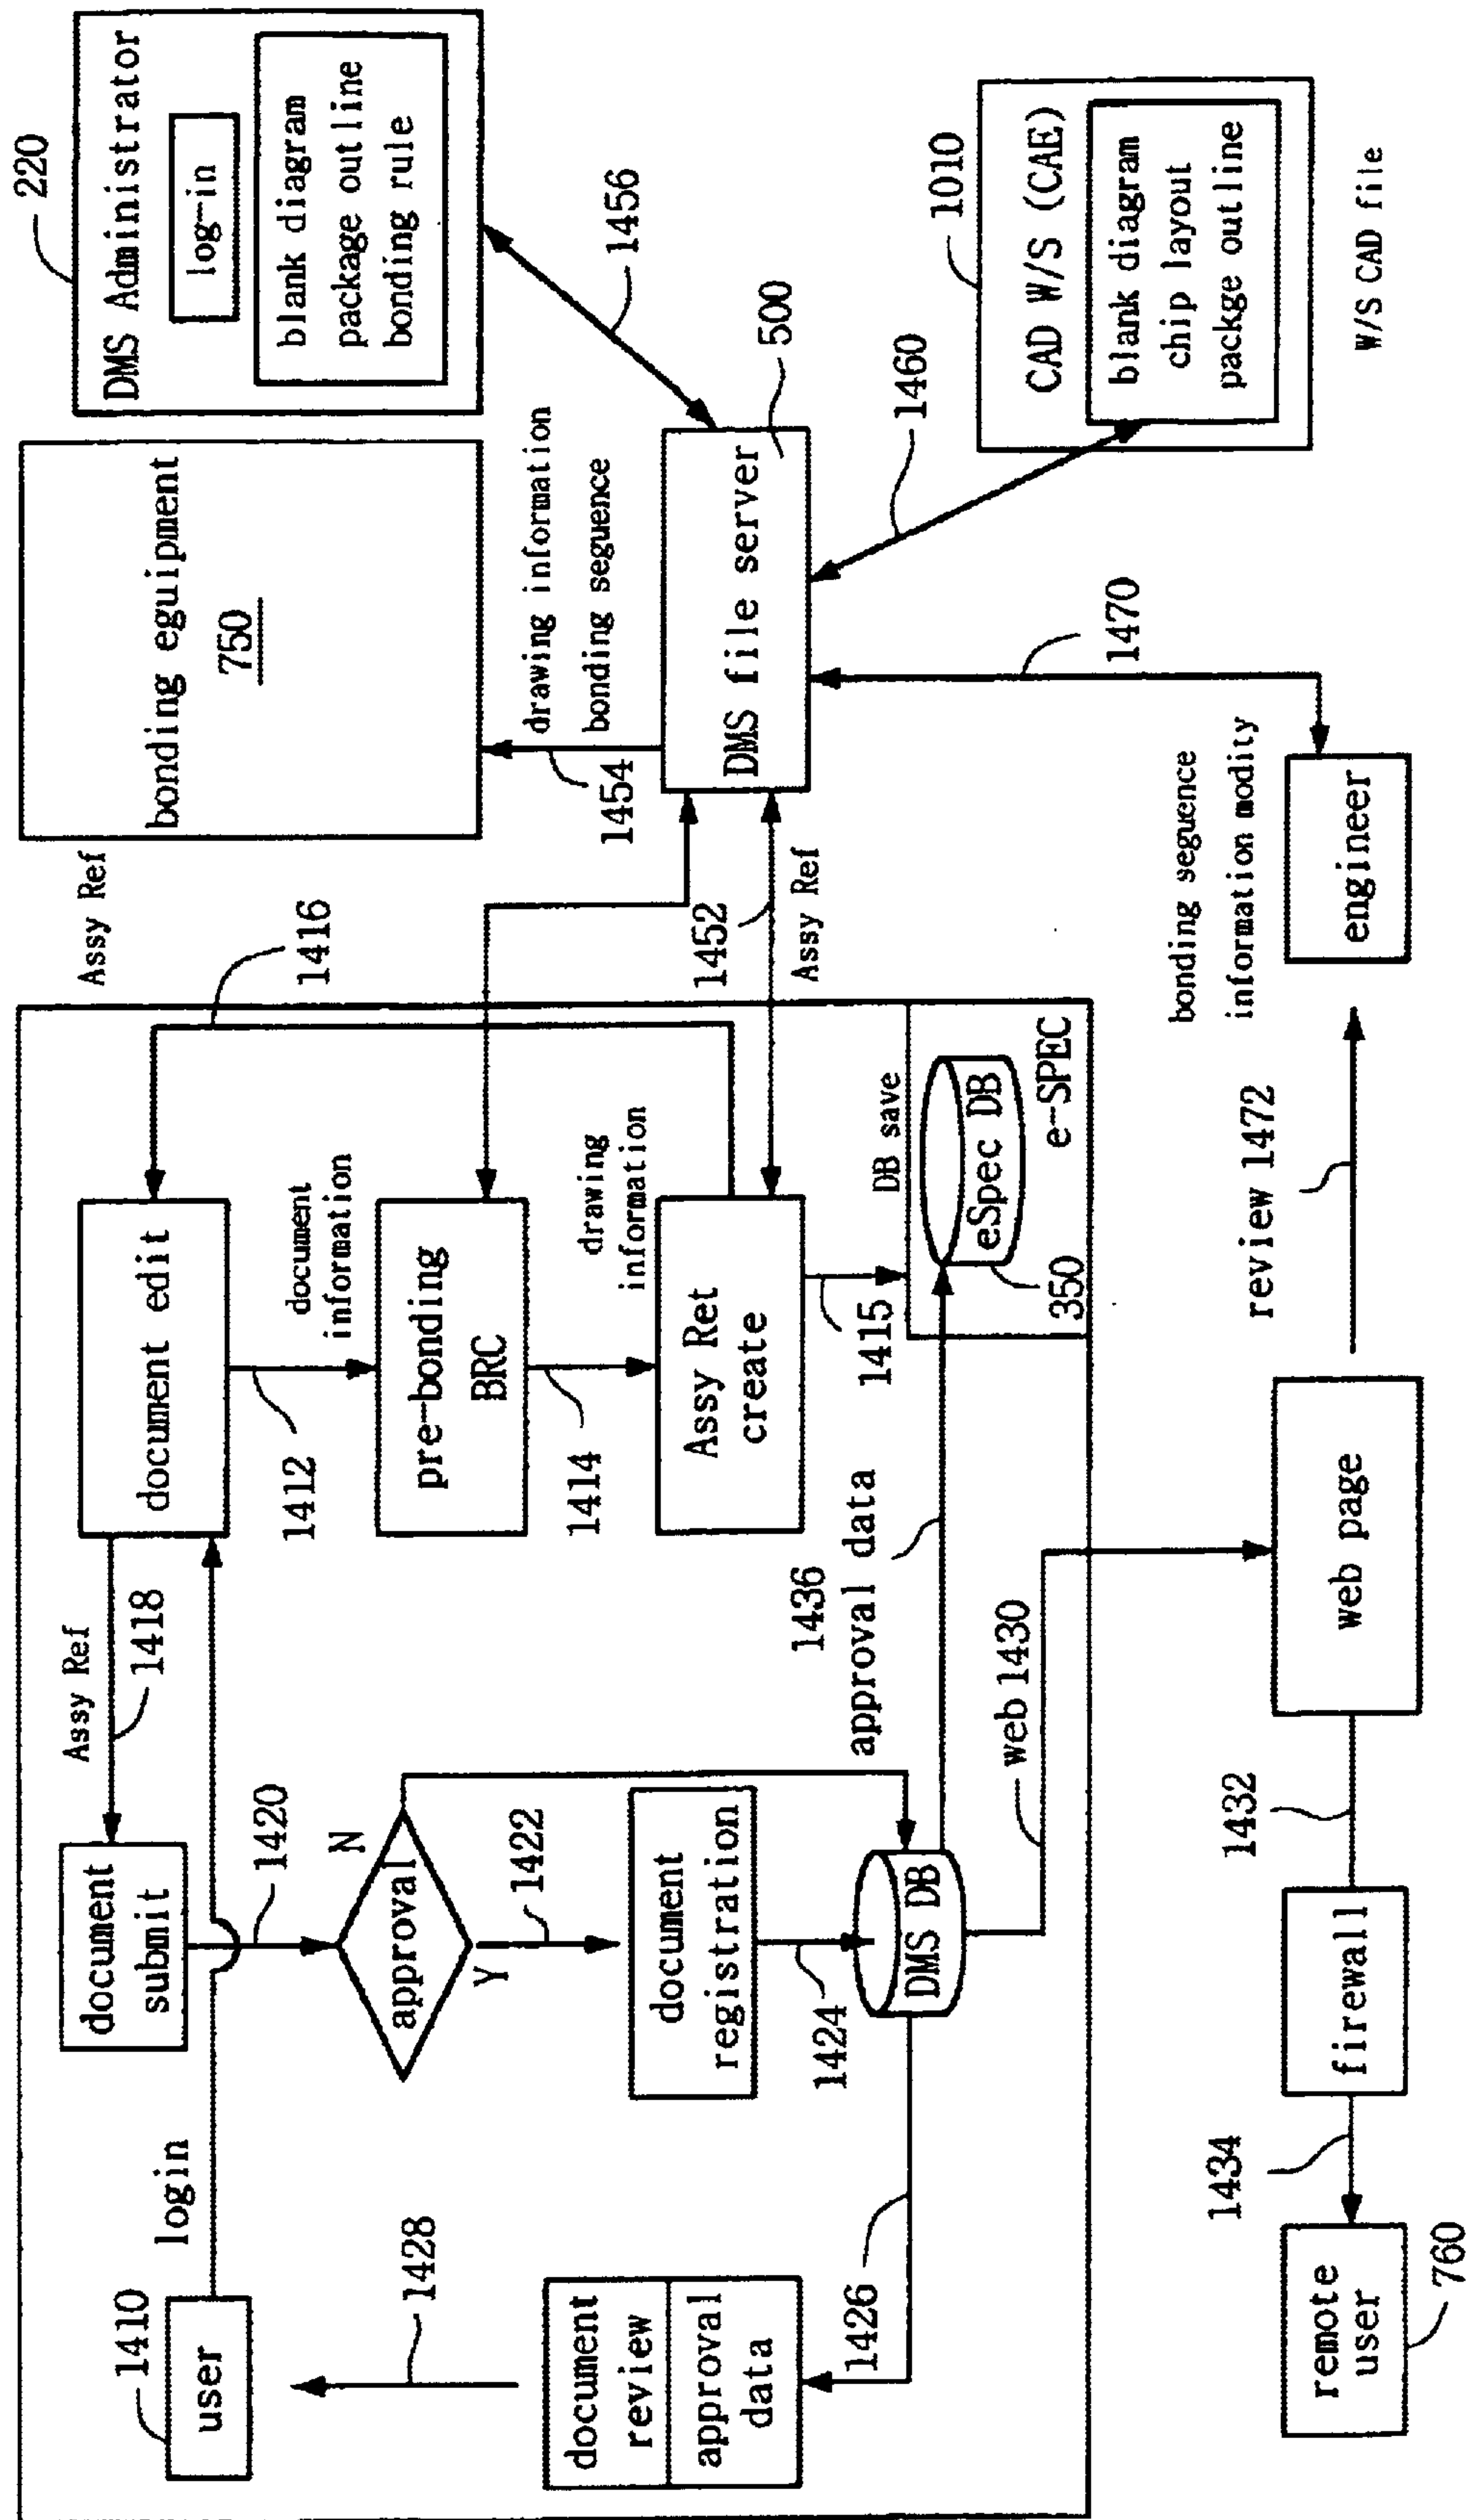 1410
user
login
1428
document
review
approval
data
1426
document
submit
Assy Ref
1418
1420
approval
N
Y
1422
document
registration
1424
DMS DB
1436
approval data
web 1430
document edit
1412
document
information
pre-bonding
BRC
1414
drawing
information
Assy Ret
create
1415
DB save
eSpec DB
350
e-SPEC
Assy Ref
1416
1452
Assy Ref
bonding eguipment
750
1454
drawing information
bonding seguence
DMS file server
500
220
DMS Administrator
log-in
blank diagram
package outline
bonding rule
1456
1460
1010
CAD W/S (CAE)
blank diagram
chip layout
packge outline
W/S CAD file
1470
bonding seguence
information modity
engineer
review 1472
web page
1432
firewall
1434
remote
user
760